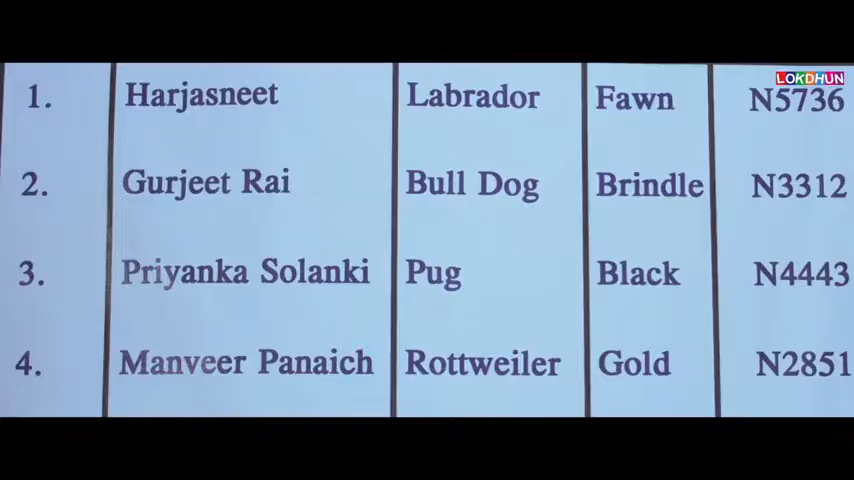 LOKDHUN
1. Harjasneet Labrador Fawn N5736
2. Gurjeet Rai Bull Dog Brindle N3312
3. Priyanka Solanki Pug Black N4443
4. Manveer Panaich Rottweiler Gold N2851